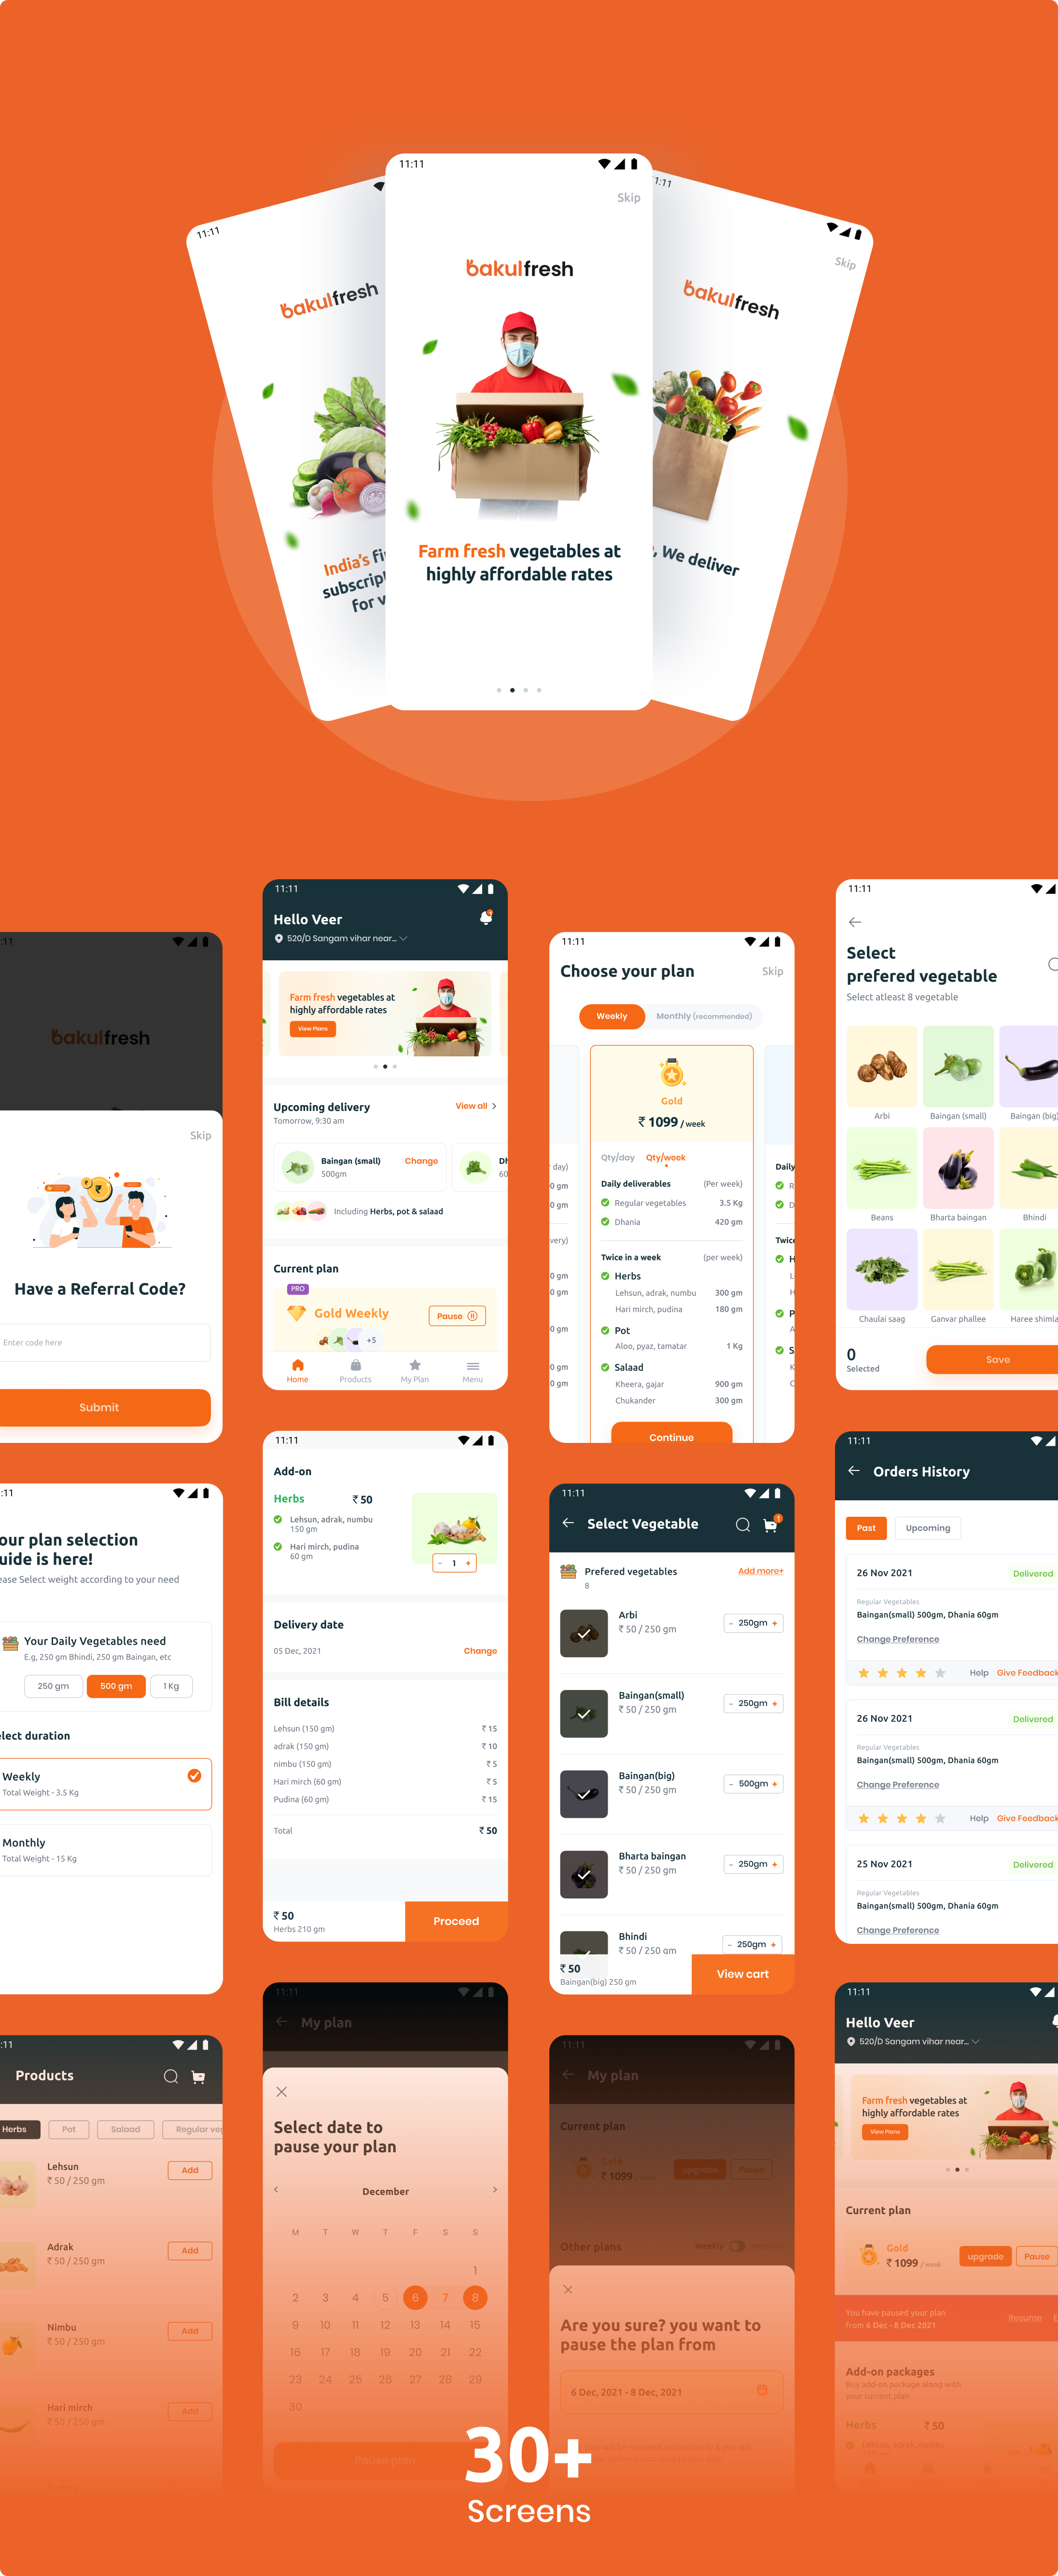 11:11
Skip
bakulfresh
Farm fresh vegetables at
highly affordable rates
11:11
bakulfresh
India's
for
:11
Skip
bakulfresh
We deliver
:11
bakulfresh
Skip
Have a Referral Code?
Enter code here
Submit
11:11
Hello Veer
520/D Sangam vihar near...
Farm fresh vegetables at
highly affordable rates
View Plans
Upcoming delivery
View all
Tomorrow, 9:30 am
Baingan (small)
Change
500gm
Dh
60
Including Herbs, pot & salaad
Current plan
PRO
Gold Weekly
Pause
+5
Home
Products
My Plan
Menu
11:11
Choose your plan
Skip
Weekly
Monthly (recommended)
Gold
₹ 1099 / week
Qty/day
Qty/week
Daily deliverables
(Per week)
Regular vegetables
3.5 Kg
Dhania
420 gm
Twice in a week
(per week)
Herbs
Lehsun, adrak, numbu
300 gm
Hari mirch, pudina
180 gm
Pot
Aloo, pyaz, tamatar
1 Kg
Salaad
Kheera, gajar
900 gm
Chukander
300 gm
Continue
day)
0 gm
0 gm
very)
0 gm
0 gm
0 gm
0 gm
0 gm
Daily
R
D
Twic
H
L
H
P
A
S
K
C
11:11
Select
prefered vegetable
Select atleast 8 vegetable
Arbi
Baingan (small)
Baingan (big)
Beans
Bharta baingan
Bhindi
Chaulai saag
Ganvar phallee
Haree shimla
0
Selected
Save
:11
our plan selection
uide is here!
ease Select weight according to your need
Your Daily Vegetables need
E.g, 250 gm Bhindi, 250 gm Baingan, etc
250 gm
500 gm
1 Kg
lect duration
Weekly
Total Weight - 3.5 Kg
Monthly
Total Weight - 15 Kg
11:11
Add-on
Herbs
₹ 50
Lehsun, adrak, numbu
150 gm
Hari mirch, pudina
60 gm
- 1 +
Delivery date
05 Dec, 2021
Change
Bill details
Lehsun (150 gm)
₹ 15
adrak (150 gm)
₹ 10
nimbu (150 gm)
₹ 5
Hari mirch (60 gm)
₹ 5
Pudina (60 gm)
₹ 15
Total
₹ 50
₹ 50
Herbs 210 gm
Proceed
11:11
Select Vegetable
1
Prefered vegetables
Add more+
8
Arbi
₹ 50 / 250 gm
- 250gm +
Baingan(small)
₹ 50 / 250 gm
- 250gm +
Baingan(big)
₹ 50 / 250 gm
- 500gm +
Bharta baingan
₹ 50 / 250 gm
- 250gm +
Bhindi
₹ 50 / 250 gm
- 250gm +
₹ 50
Baingan(big) 250 gm
View cart
11:11
Orders History
Past
Upcoming
26 Nov 2021
Delivered
Regular Vegetables
Baingan(small) 500gm, Dhania 60gm
Change Preference
Help
Give Feedback
26 Nov 2021
Delivered
Regular Vegetables
Baingan(small) 500gm, Dhania 60gm
Change Preference
Help
Give Feedback
25 Nov 2021
Delivered
Regular Vegetables
Baingan(small) 500gm, Dhania 60gm
Change Preference
:11
Products
Herbs
Pot
Salaad
Regular veg
Lehsun
₹ 50 / 250 gm
Add
Adrak
₹ 50 / 250 gm
Add
Nimbu
₹ 50 / 250 gm
Add
Hari mirch
₹ 50 / 250 gm
Add
11:11
My plan
Select date to
pause your plan
December
M T W T F S S
1
2 3 4 5 6 7 8
9 10 11 12 13 14 15
16 17 18 19 20 21 22
23 24 25 26 27 28 29
30
Pause plan
11:11
My plan
Current plan
Gold
₹ 1099 / week
upgrade
Pause
Other plans
Weekly
Monthly
Are you sure? you want to
pause the plan from
6 Dec, 2021 - 8 Dec, 2021
11:11
Hello Veer
520/D Sangam vihar near...
Farm fresh vegetables at
highly affordable rates
View Plans
Current plan
Gold
₹ 1099 / week
upgrade
Pause
You have paused your plan
from 6 Dec - 8 Dec 2021
Resume
E
Add-on packages
Buy add-on package along with
your current plan
Herbs
₹ 50
Lehsun, adrak, numbu
30+
Screens